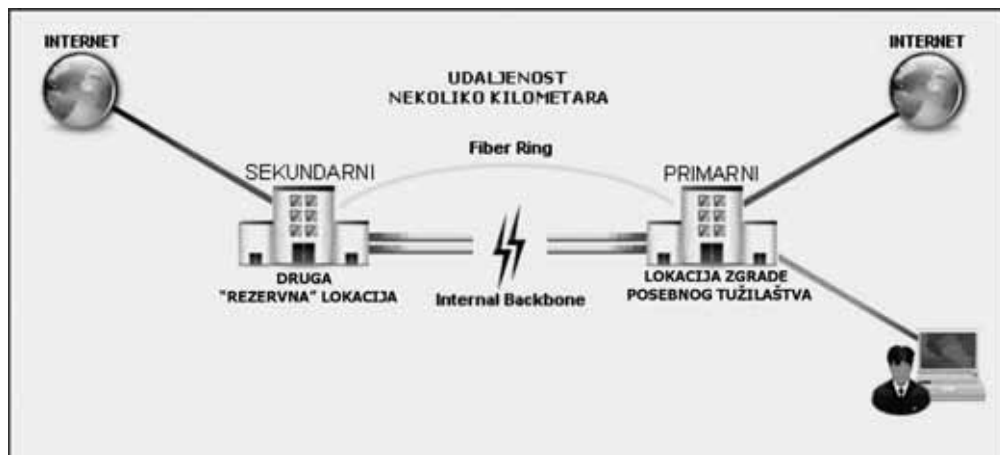 INTERNET
INTERNET
UDALJENOST
NEKOLIKO KILOMETARA
Fiber Ring
SEKUNDARNI
PRIMARNI
DRUGA
"REZERVNA" LOKACIJA
Internal Backbone
LOKACIJA ZGRADE
POSEBNOG TUŽILAŠTVA